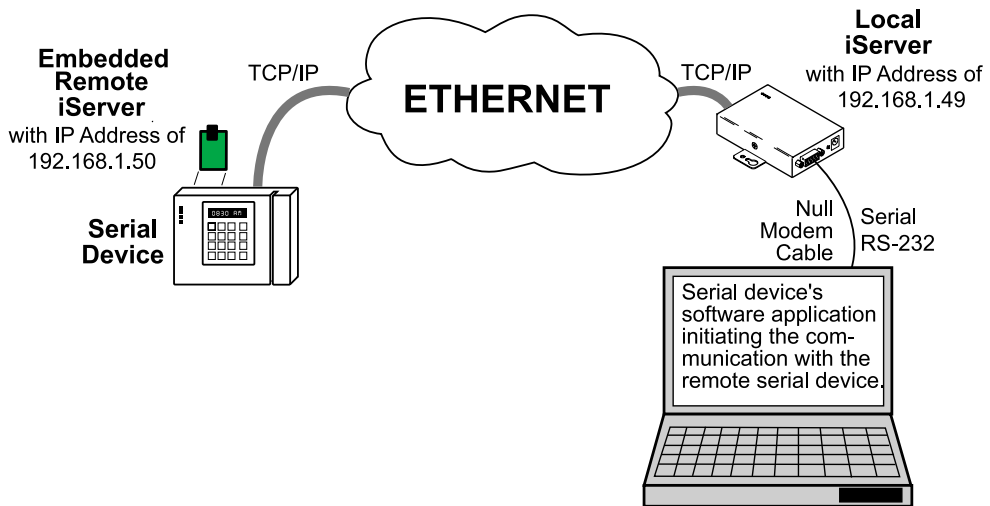 Embedded
Remote
iServer
with IP Address of
192.168.1.50
TCP/IP
ETHERNET
TCP/IP
Local
iServer
with IP Address of
192.168.1.49
Serial
Device
0830 AM
Null
Modem
Cable
Serial
RS-232
Serial device's
software application
initiating the com-
munication with the
remote serial device.